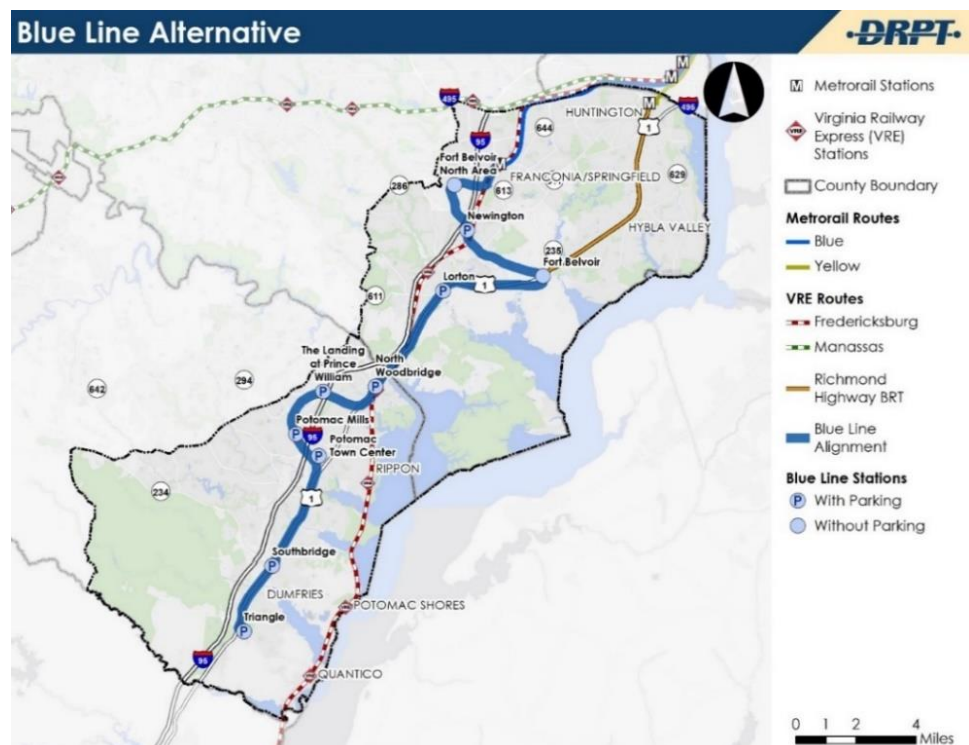 Blue Line Alternative
DRPT
M
M
M
495
HUNTINGTON
495
644
1
95
Fort Belvoir
North Area
M
FRANCONIA/SPRINGFIELD
613
629
286
Newington
HYBLA VALLEY
235
Fort Belvoir
Lorton
1
611
The Landing
at Prince
William
North
Woodbridge
294
642
Potomac Mills
95
Potomac
Town Center
RIPPON
234
1
Southbridge
DUMFRIES
Triangle
POTOMAC SHORES
95
QUANTICO
M Metrorail Stations
VRE Virginia Railway
Express (VRE)
Stations
County Boundary
Metrorail Routes
Blue
Yellow
VRE Routes
Fredericksburg
Manassas
Richmond
Highway BRT
Blue Line
Alignment
Blue Line Stations
P With Parking
Without Parking
0 1 2 4
Miles